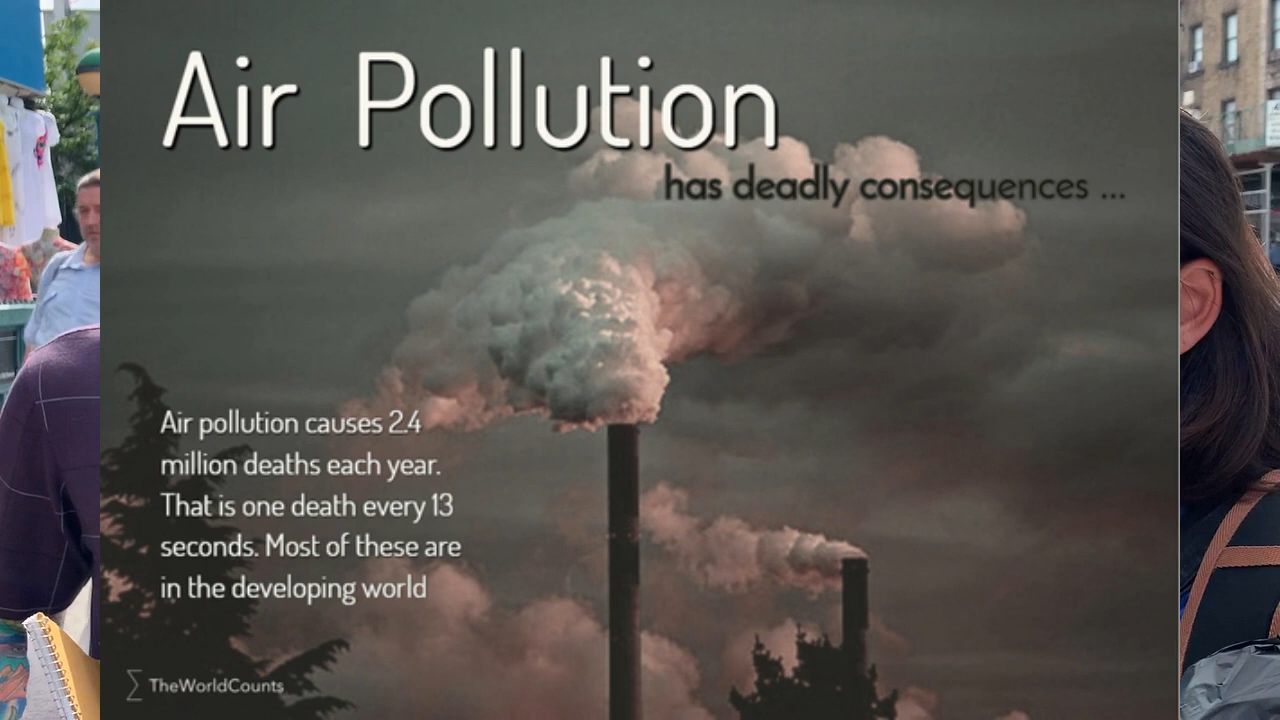 Air Pollution
has deadly consequences ...
Air pollution causes 2.4
million deaths each year.
That is one death every 13
seconds. Most of these are
in the developing world
TheWorldCounts